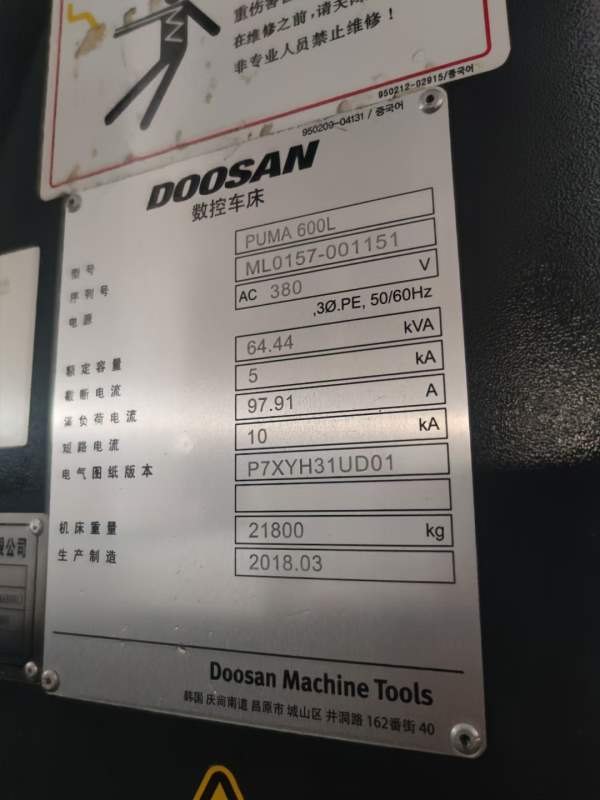 重伤害
在维修之前,请关
非专业人员禁止维修!
950212-02915/중국어
950209-04131 / 중국어
DOOSAN
数控车床
型号 PUMA 600L
序列号 ML0157-001151
电源 AC 380 V
,3Ø.PE, 50/60Hz
额定容量 64.44 kVA
截断电流 5 kA
满负荷电流 97.91 A
短路电流 10 kA
电气图纸版本 P7XYH31UD01
机床重量 21800 kg
生产制造 2018.03
Doosan Machine Tools
韩国 庆尚南道 昌原市 城山区 井洞路 162番街 40
公司